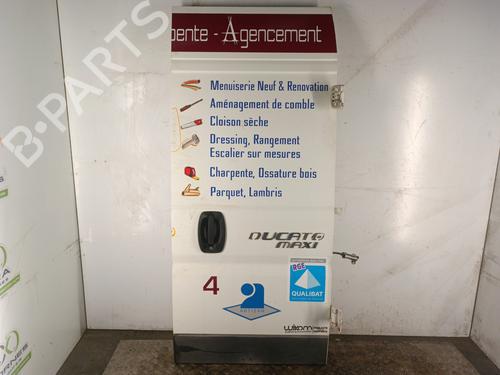 pente - Agencement
Menuiserie Neuf & Renovation
Aménagement de comble
Cloison sèche
Dressing, Rangement
Escalier sur mesures
Charpente, Ossature bois
Parquet, Lambris
DUCATO
MAXI
4
ARTISAN
RGE
QUALIBAT
B-PARTS